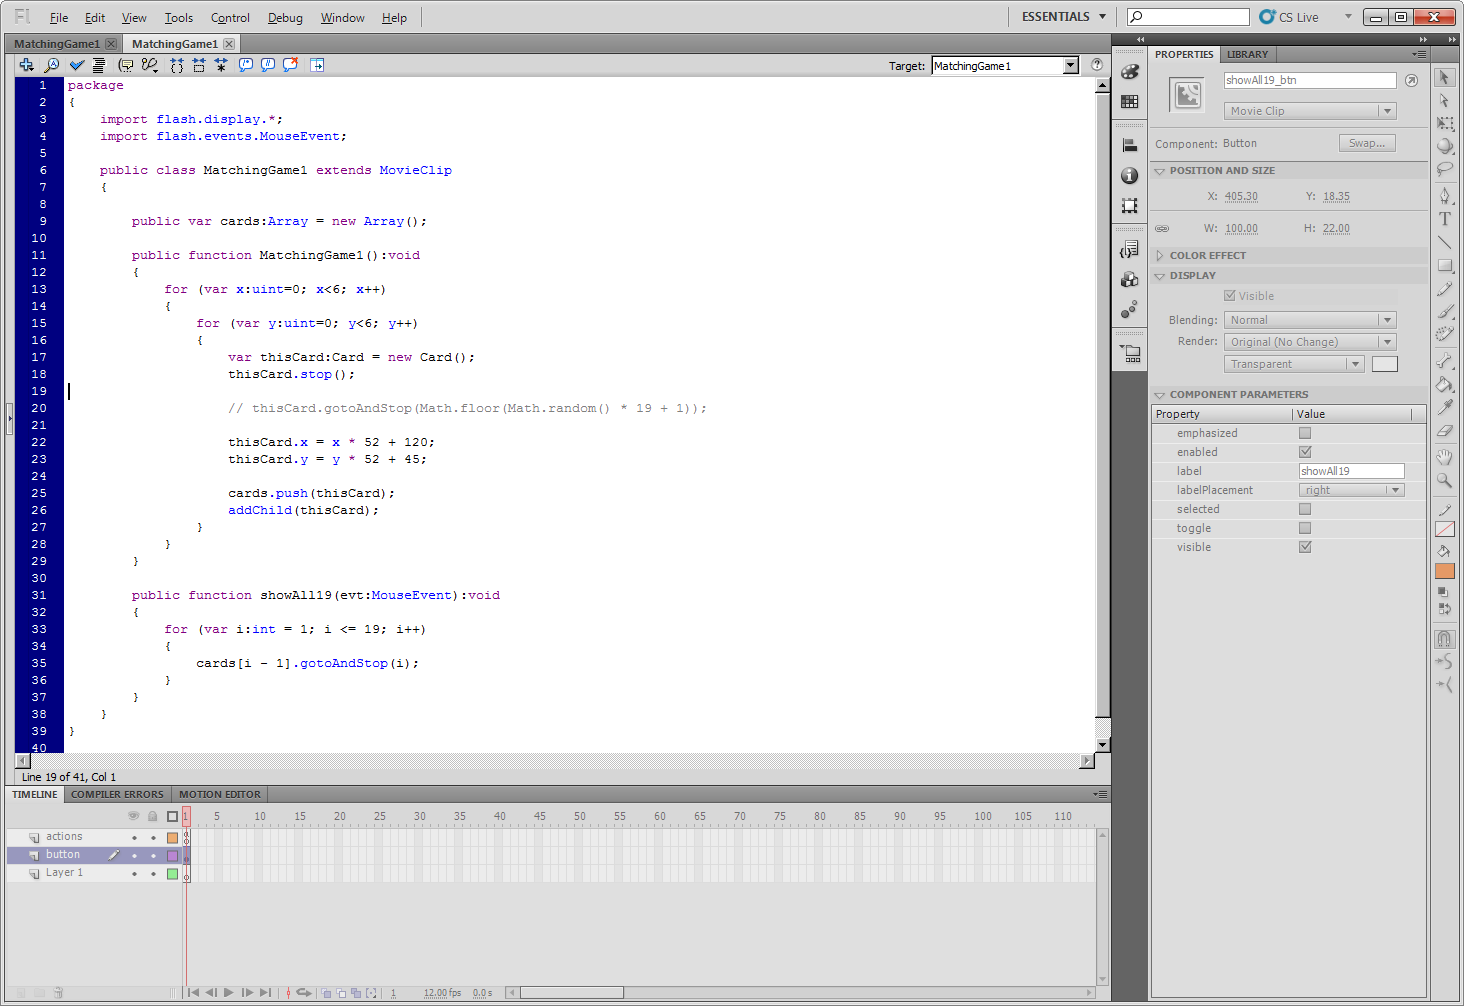 Fl File Edit View Tools Control Debug Window Help ESSENTIALS CS Live
MatchingGame1 MatchingGame1
Target: MatchingGame1
1 package
2 {
3 import flash.display.*;
4 import flash.events.MouseEvent;
5
6 public class MatchingGame1 extends MovieClip
7 {
8
9 public var cards:Array = new Array();
10
11 public function MatchingGame1():void
12 {
13 for (var x:uint=0; x<6; x++)
14 {
15 for (var y:uint=0; y<6; y++)
16 {
17 var thisCard:Card = new Card();
18 thisCard.stop();
19
20 // thisCard.gotoAndStop(Math.floor(Math.random() * 19 + 1));
21
22 thisCard.x = x * 52 + 120;
23 thisCard.y = y * 52 + 45;
24
25 cards.push(thisCard);
26 addChild(thisCard);
27 }
28 }
29 }
30
31 public function showAll19(evt:MouseEvent):void
32 {
33 for (var i:int = 1; i <= 19; i++)
34 {
35 cards[i - 1].gotoAndStop(i);
36 }
37 }
38 }
39 }
40
Line 19 of 41, Col 1
TIMELINE COMPILER ERRORS MOTION EDITOR
1 5 10 15 20 25 30 35 40 45 50 55 60 65 70 75 80 85 90 95 100 105 110
actions
button
Layer 1
1 12.00 fps 0.0 s
PROPERTIES LIBRARY
showAll19_btn
Movie Clip
Component: Button Swap...
POSITION AND SIZE
X: 405.30 Y: 18.35
W: 100.00 H: 22.00
COLOR EFFECT
DISPLAY
Visible
Blending: Normal
Render: Original (No Change)
Transparent
COMPONENT PARAMETERS
Property Value
emphasized
enabled
label showAll19
labelPlacement right
selected
toggle
visible